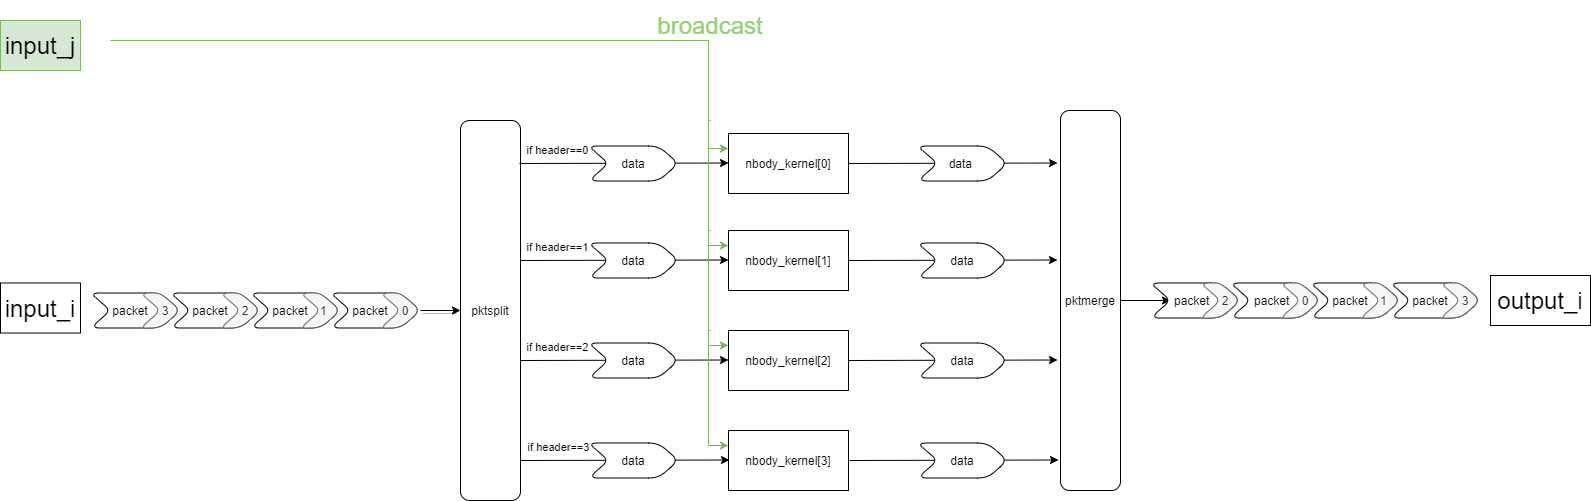 broadcast
input_j
if header==0
data
nbody_kernel[0]
data
if header==1
data
nbody_kernel[1]
data
input_i
packet 3
packet 2
packet 1
packet 0
pktsplit
pktmerge
packet 2
packet 0
packet 1
packet 3
output_i
if header==2
data
nbody_kernel[2]
data
if header==3
data
nbody_kernel[3]
data